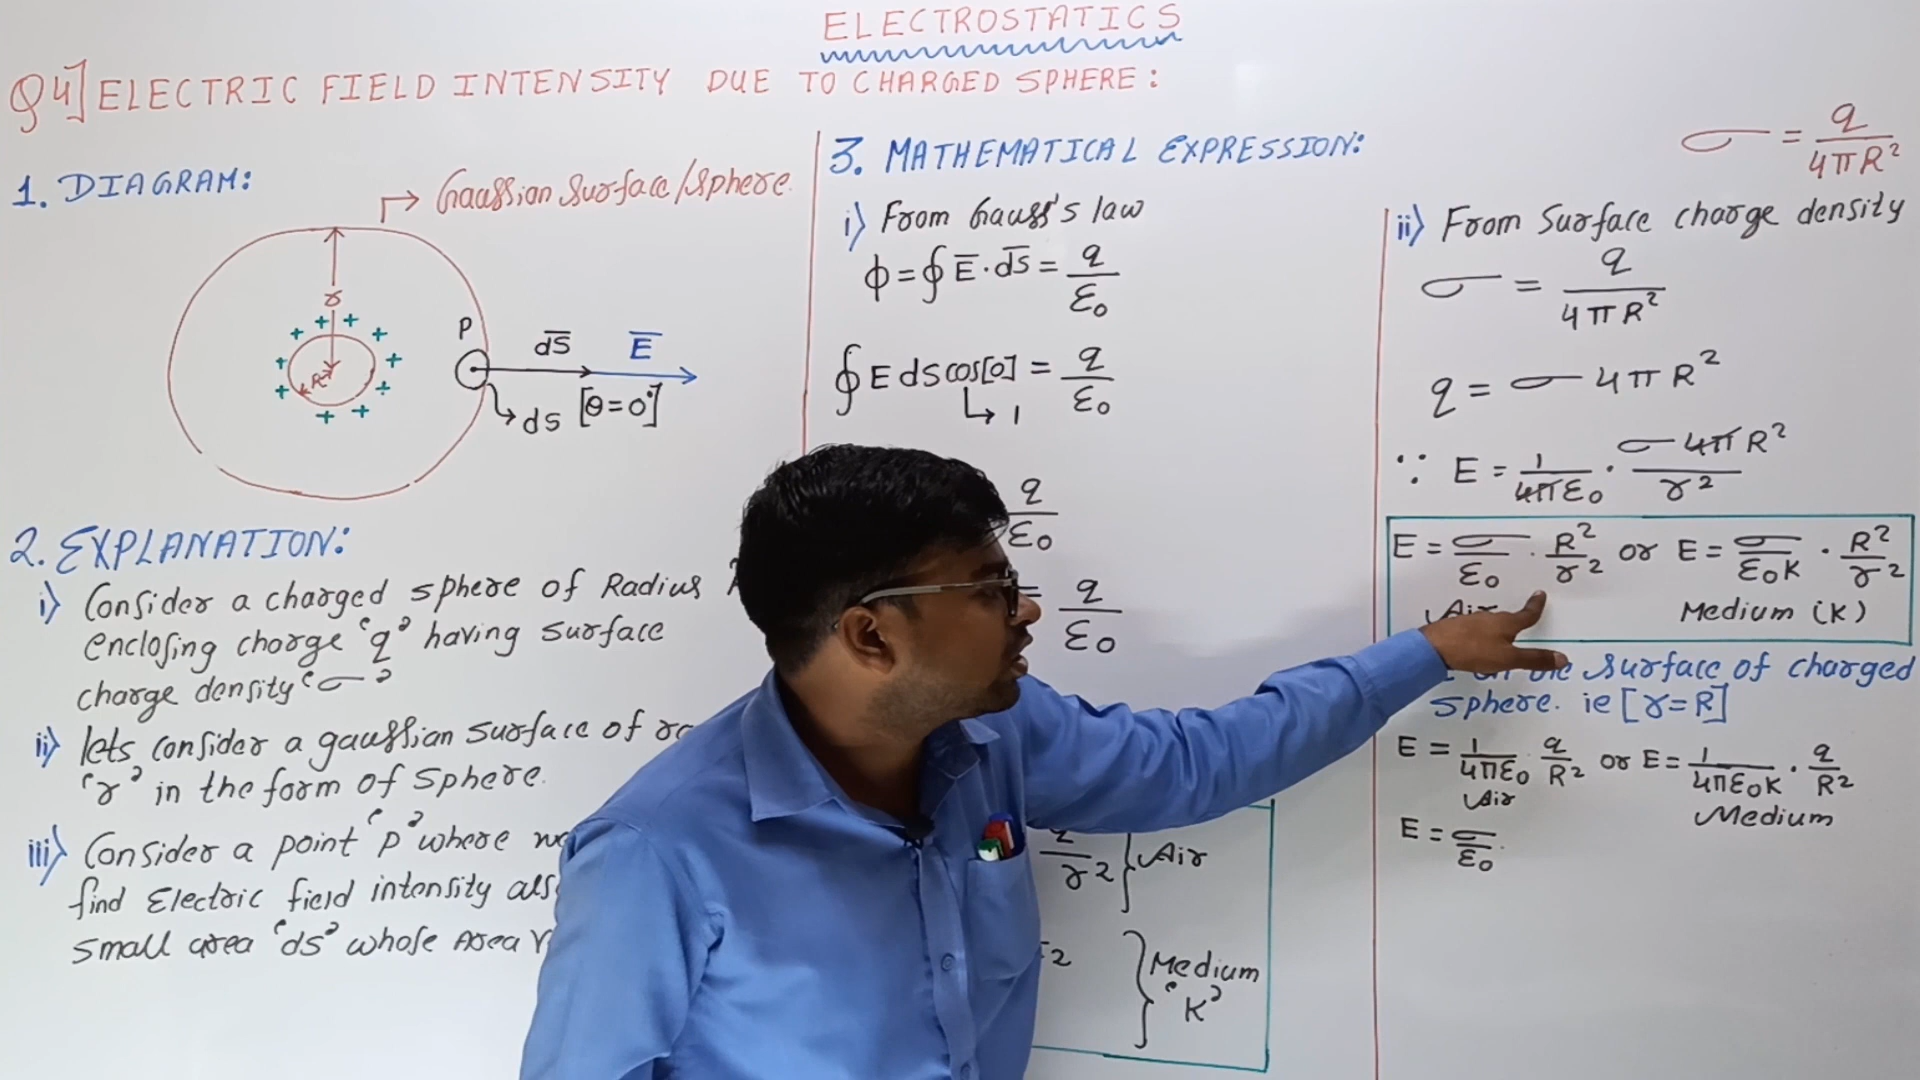 ELECTROSTATICS
Q4] ELECTRIC FIELD INTENSITY DUE TO CHARGED SPHERE:
1. DIAGRAM:
Gaussian surface/sphere
r
R
+ + + + + + + + + +
P
dS
E
ds
[θ=0°]
2. EXPLANATION:
i) Consider a charged sphere of Radius
enclosing charge 'q' having surface
charge density 'σ'
ii) lets consider a gaussian surface of
'r' in the form of sphere.
iii) Consider a point 'P' where
find Electric field intensity
small area 'ds' whose Area
3. MATHEMATICAL EXPRESSION:
i) From Gauss's law
ϕ = ∮ E̅ · d̅s̅ = q/ε₀
∮ E ds cos[0] = q/ε₀
↳ 1
q/ε₀
= q/ε₀
r² } Air
2 } Medium
'K'
σ = q/4πR²
ii) From Surface charge density
σ = q/4πR²
q = σ 4πR²
∵ E = 1/4πε₀ · σ 4πR²/r²
E = σ/ε₀ · R²/r² or E = σ/ε₀K · R²/r²
Air Medium (K)
surface of charged
sphere. ie [r=R]
E = 1/4πε₀ · q/R² or E = 1/4πε₀K · q/R²
Air Medium
E = σ/ε₀.